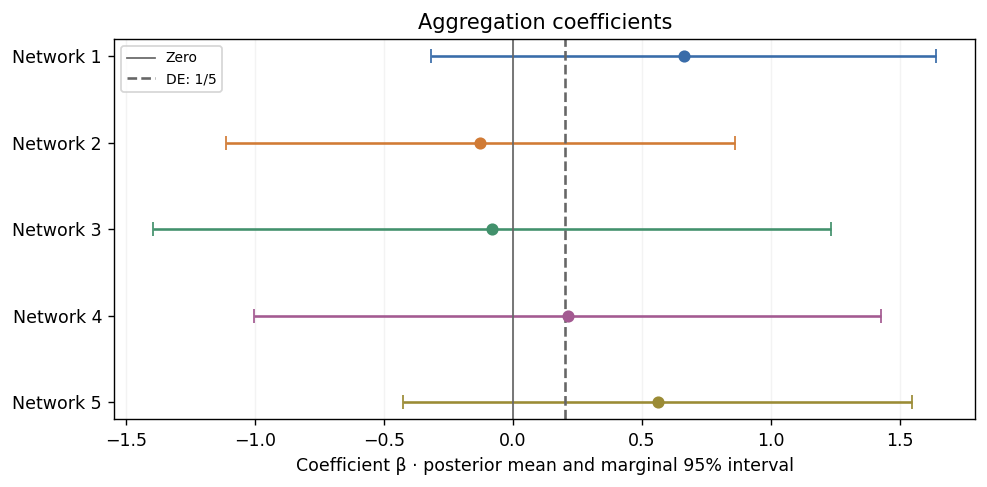 Aggregation coefficients
Network 1
Zero
DE: 1/5
Network 2
Network 3
Network 4
Network 5
−1.5 −1.0 −0.5 0.0 0.5 1.0 1.5
Coefficient β · posterior mean and marginal 95% interval